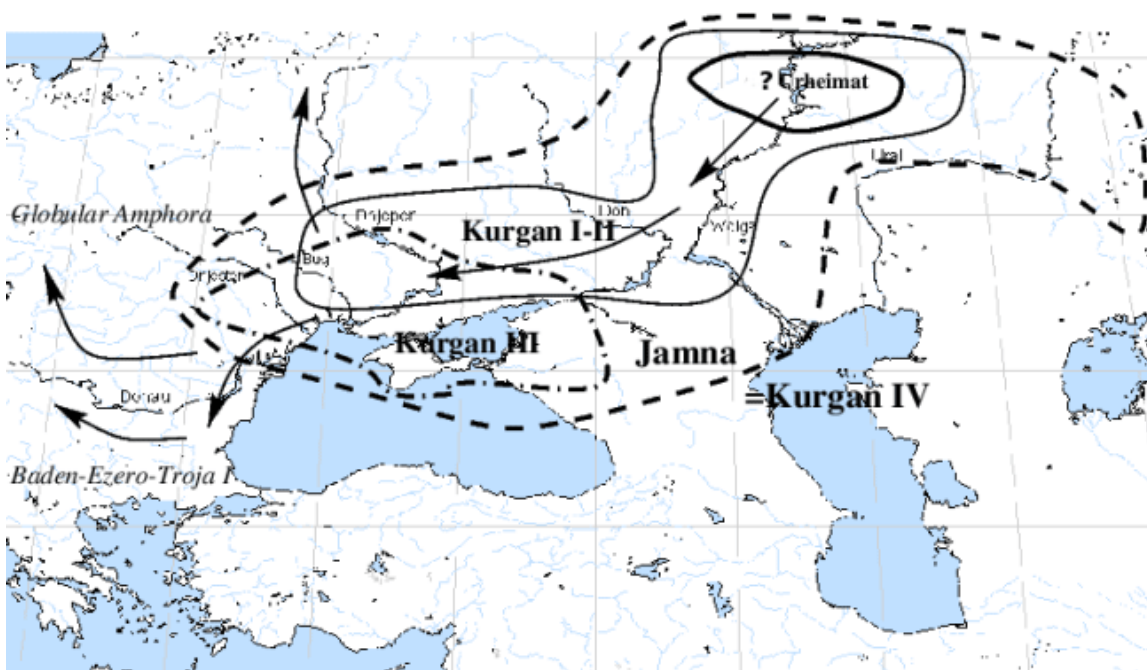 ? Urheimat
Ural
Globular Amphora
Dnjeper
Don
Kurgan I-II
Wolga
Bug
Dnjester
Kurgan III
Jamna
Donau
=Kurgan IV
Baden-Ezero-Troja I